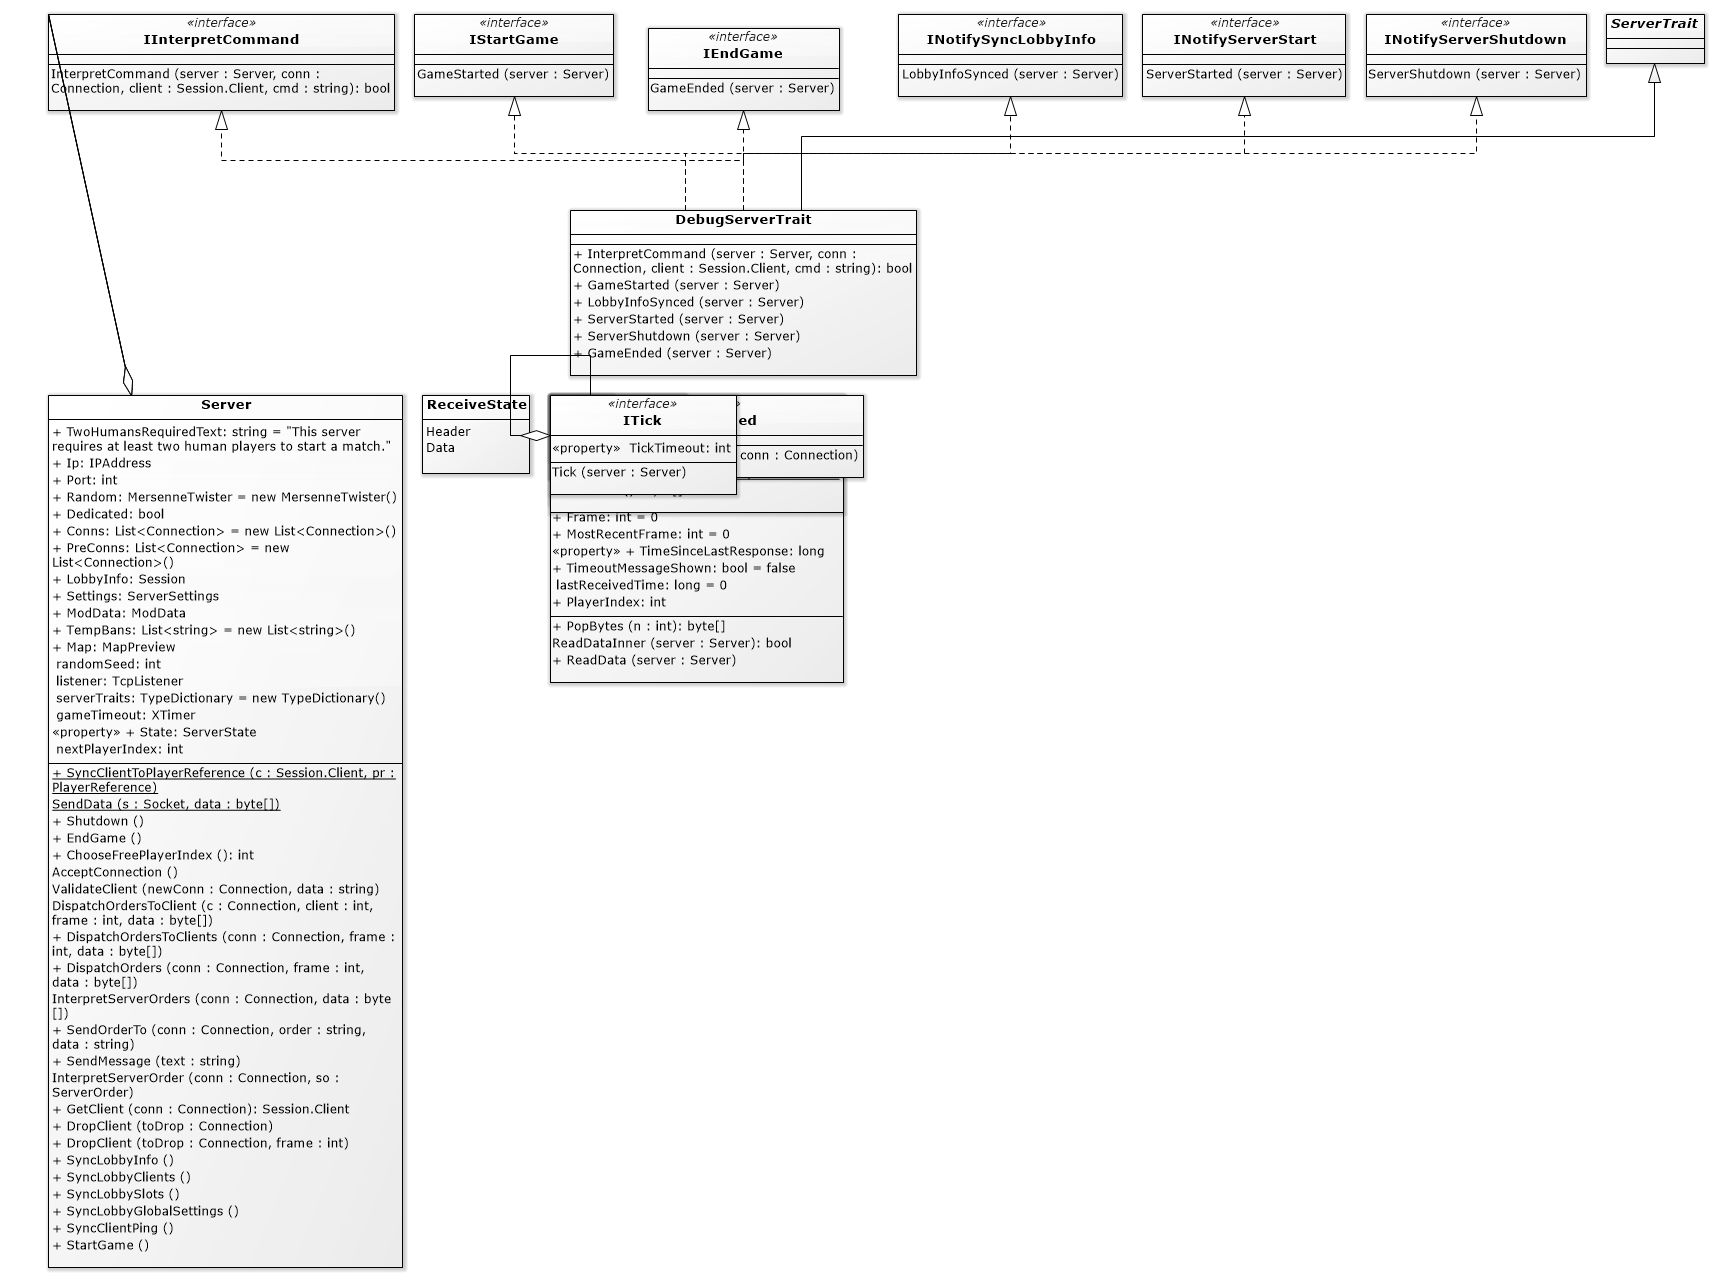 «interface»
IInterpretCommand
InterpretCommand (server : Server, conn :
Connection, client : Session.Client, cmd : string): bool
«interface»
IStartGame
GameStarted (server : Server)
«interface»
IEndGame
GameEnded (server : Server)
«interface»
INotifySyncLobbyInfo
LobbyInfoSynced (server : Server)
«interface»
INotifyServerStart
ServerStarted (server : Server)
«interface»
INotifyServerShutdown
ServerShutdown (server : Server)
ServerTrait
DebugServerTrait
+ InterpretCommand (server : Server, conn :
Connection, client : Session.Client, cmd : string): bool
+ GameStarted (server : Server)
+ LobbyInfoSynced (server : Server)
+ ServerStarted (server : Server)
+ ServerShutdown (server : Server)
+ GameEnded (server : Server)
Server
+ TwoHumansRequiredText: string = "This server
requires at least two human players to start a match."
+ Ip: IPAddress
+ Port: int
+ Random: MersenneTwister = new MersenneTwister()
+ Dedicated: bool
+ Conns: List<Connection> = new List<Connection>()
+ PreConns: List<Connection> = new
List<Connection>()
+ LobbyInfo: Session
+ Settings: ServerSettings
+ ModData: ModData
+ TempBans: List<string> = new List<string>()
+ Map: MapPreview
randomSeed: int
listener: TcpListener
serverTraits: TypeDictionary = new TypeDictionary()
gameTimeout: XTimer
«property» + State: ServerState
nextPlayerIndex: int
+ SyncClientToPlayerReference (c : Session.Client, pr :
PlayerReference)
SendData (s : Socket, data : byte[])
+ Shutdown ()
+ EndGame ()
+ ChooseFreePlayerIndex (): int
AcceptConnection ()
ValidateClient (newConn : Connection, data : string)
DispatchOrdersToClient (c : Connection, client : int,
frame : int, data : byte[])
+ DispatchOrdersToClients (conn : Connection, frame :
int, data : byte[])
+ DispatchOrders (conn : Connection, frame : int,
data : byte[])
InterpretServerOrders (conn : Connection, data : byte
[])
+ SendOrderTo (conn : Connection, order : string,
data : string)
+ SendMessage (text : string)
InterpretServerOrder (conn : Connection, so :
ServerOrder)
+ GetClient (conn : Connection): Session.Client
+ DropClient (toDrop : Connection)
+ DropClient (toDrop : Connection, frame : int)
+ SyncLobbyInfo ()
+ SyncLobbyClients ()
+ SyncLobbySlots ()
+ SyncLobbyGlobalSettings ()
+ SyncClientPing ()
+ StartGame ()
ReceiveState
Header
Data
«interface»
ITick
«property» TickTimeout: int
Tick (server : Server)
ed
conn : Connection)
+ Frame: int = 0
+ MostRecentFrame: int = 0
«property» + TimeSinceLastResponse: long
+ TimeoutMessageShown: bool = false
lastReceivedTime: long = 0
+ PlayerIndex: int
+ PopBytes (n : int): byte[]
ReadDataInner (server : Server): bool
+ ReadData (server : Server)